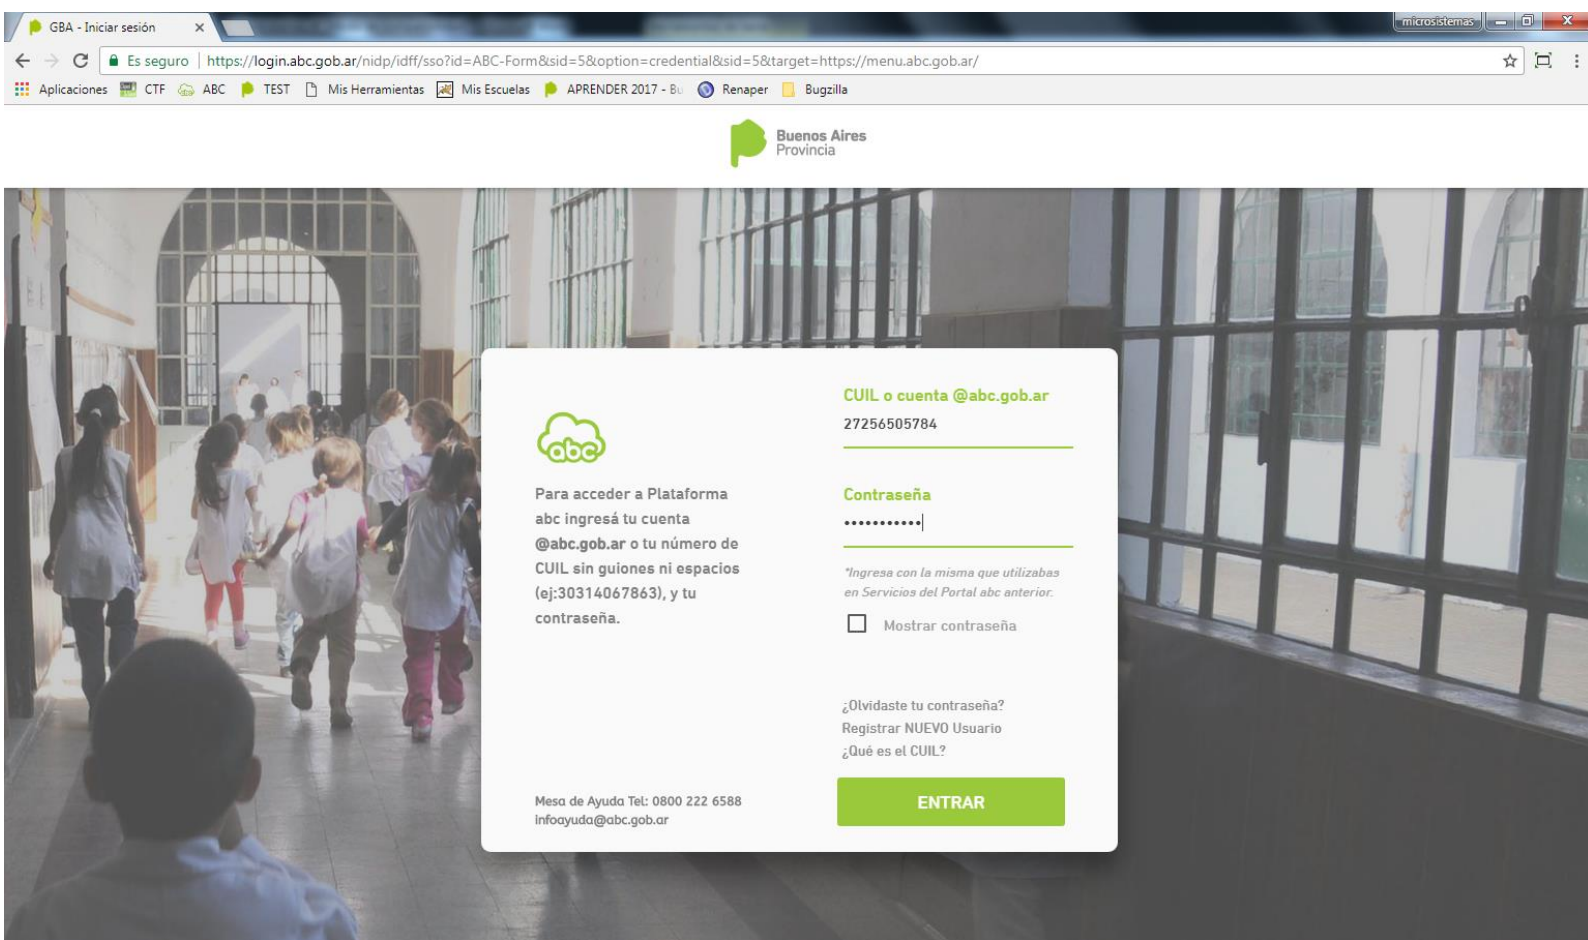 GBA - Iniciar sesión
microsistemas
Es seguro | https://login.abc.gob.ar/nidp/idff/sso?id=ABC-Form&sid=5&option=credential&sid=5&target=https://menu.abc.gob.ar/
Aplicaciones CTF ABC TEST Mis Herramientas Mis Escuelas APRENDER 2017 - Bu Renaper Bugzilla
Buenos Aires
Provincia
abc
Para acceder a Plataforma
abc ingresá tu cuenta
@abc.gob.ar o tu número de
CUIL sin guiones ni espacios
(ej:30314067863), y tu
contraseña.
Mesa de Ayuda Tel: 0800 222 6588
infoayuda@abc.gob.ar
CUIL o cuenta @abc.gob.ar
27256505784
Contraseña
•••••••••••
*Ingresa con la misma que utilizabas
en Servicios del Portal abc anterior.
Mostrar contraseña
¿Olvidaste tu contraseña?
Registrar NUEVO Usuario
¿Qué es el CUIL?
ENTRAR